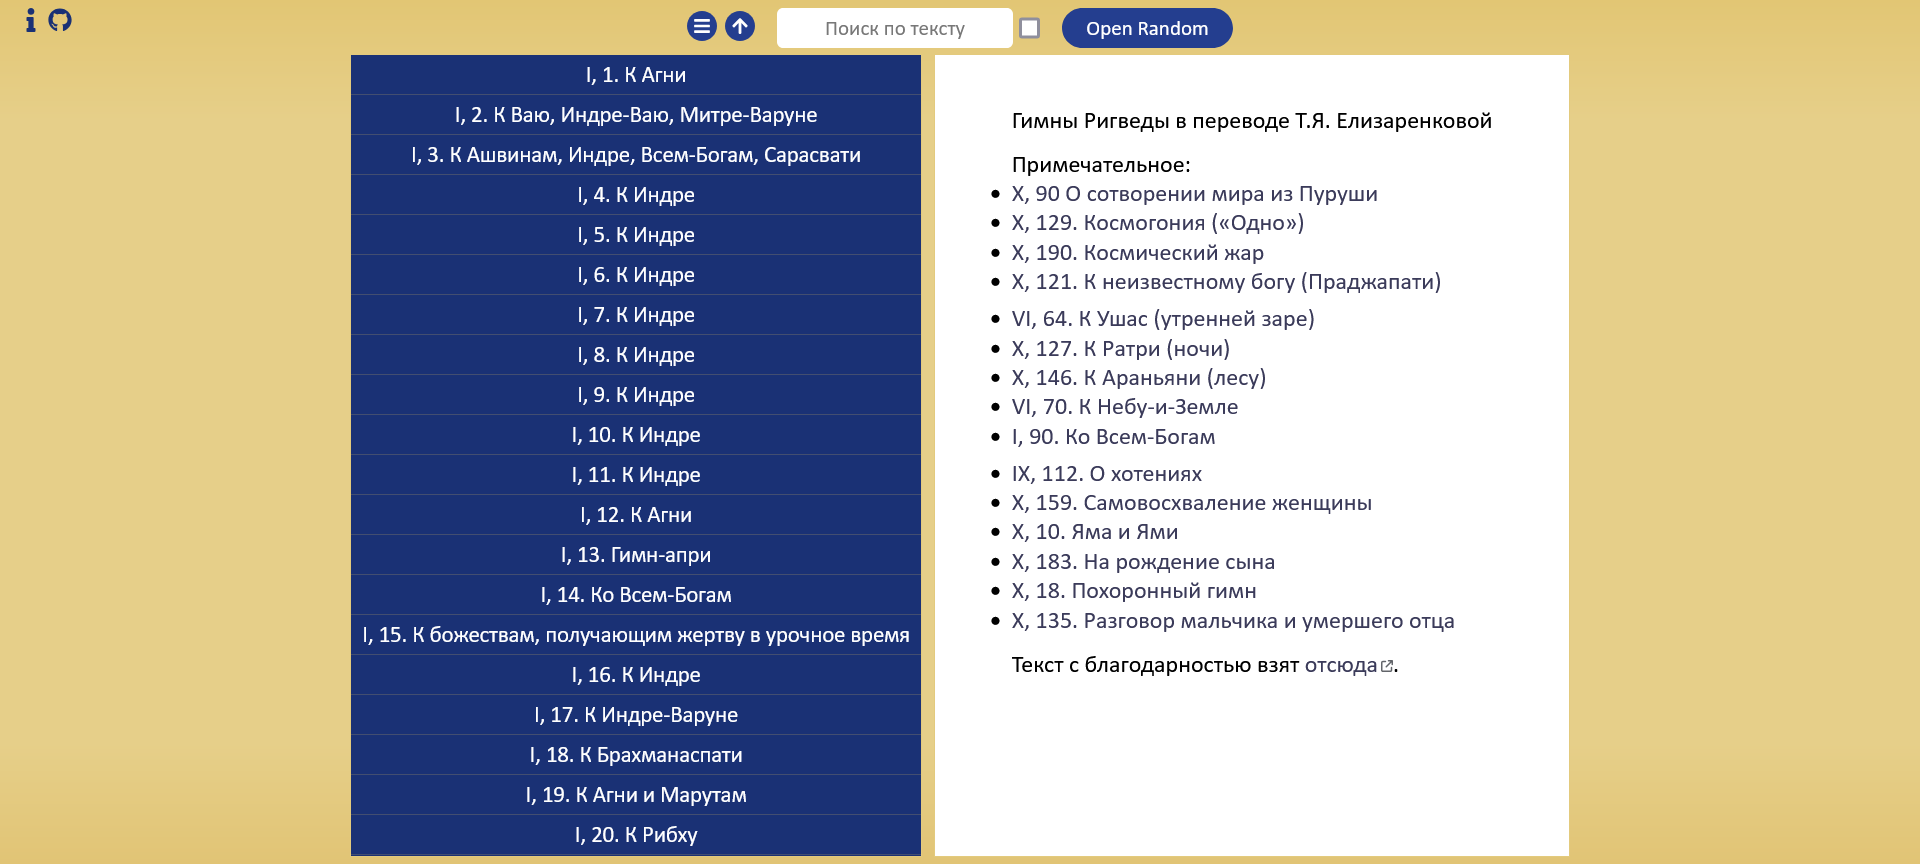 Поиск по тексту
Open Random
I, 1. К Агни
I, 2. К Ваю, Индре-Ваю, Митре-Варуне
I, 3. К Ашвинам, Индре, Всем-Богам, Сарасвати
I, 4. К Индре
I, 5. К Индре
I, 6. К Индре
I, 7. К Индре
I, 8. К Индре
I, 9. К Индре
I, 10. К Индре
I, 11. К Индре
I, 12. К Агни
I, 13. Гимн-апри
I, 14. Ко Всем-Богам
I, 15. К божествам, получающим жертву в урочное время
I, 16. К Индре
I, 17. К Индре-Варуне
I, 18. К Брахманаспати
I, 19. К Агни и Марутам
I, 20. К Рибху
Гимны Ригведы в переводе Т.Я. Елизаренковой
Примечательное:
X, 90 О сотворении мира из Пуруши
X, 129. Космогония («Одно»)
X, 190. Космический жар
X, 121. К неизвестному богу (Праджапати)
VI, 64. К Ушас (утренней заре)
X, 127. К Ратри (ночи)
X, 146. К Араньяни (лесу)
VI, 70. К Небу-и-Земле
I, 90. Ко Всем-Богам
IX, 112. О хотениях
X, 159. Самовосхваление женщины
X, 10. Яма и Ями
X, 183. На рождение сына
X, 18. Похоронный гимн
X, 135. Разговор мальчика и умершего отца
Текст с благодарностью взят отсюда.